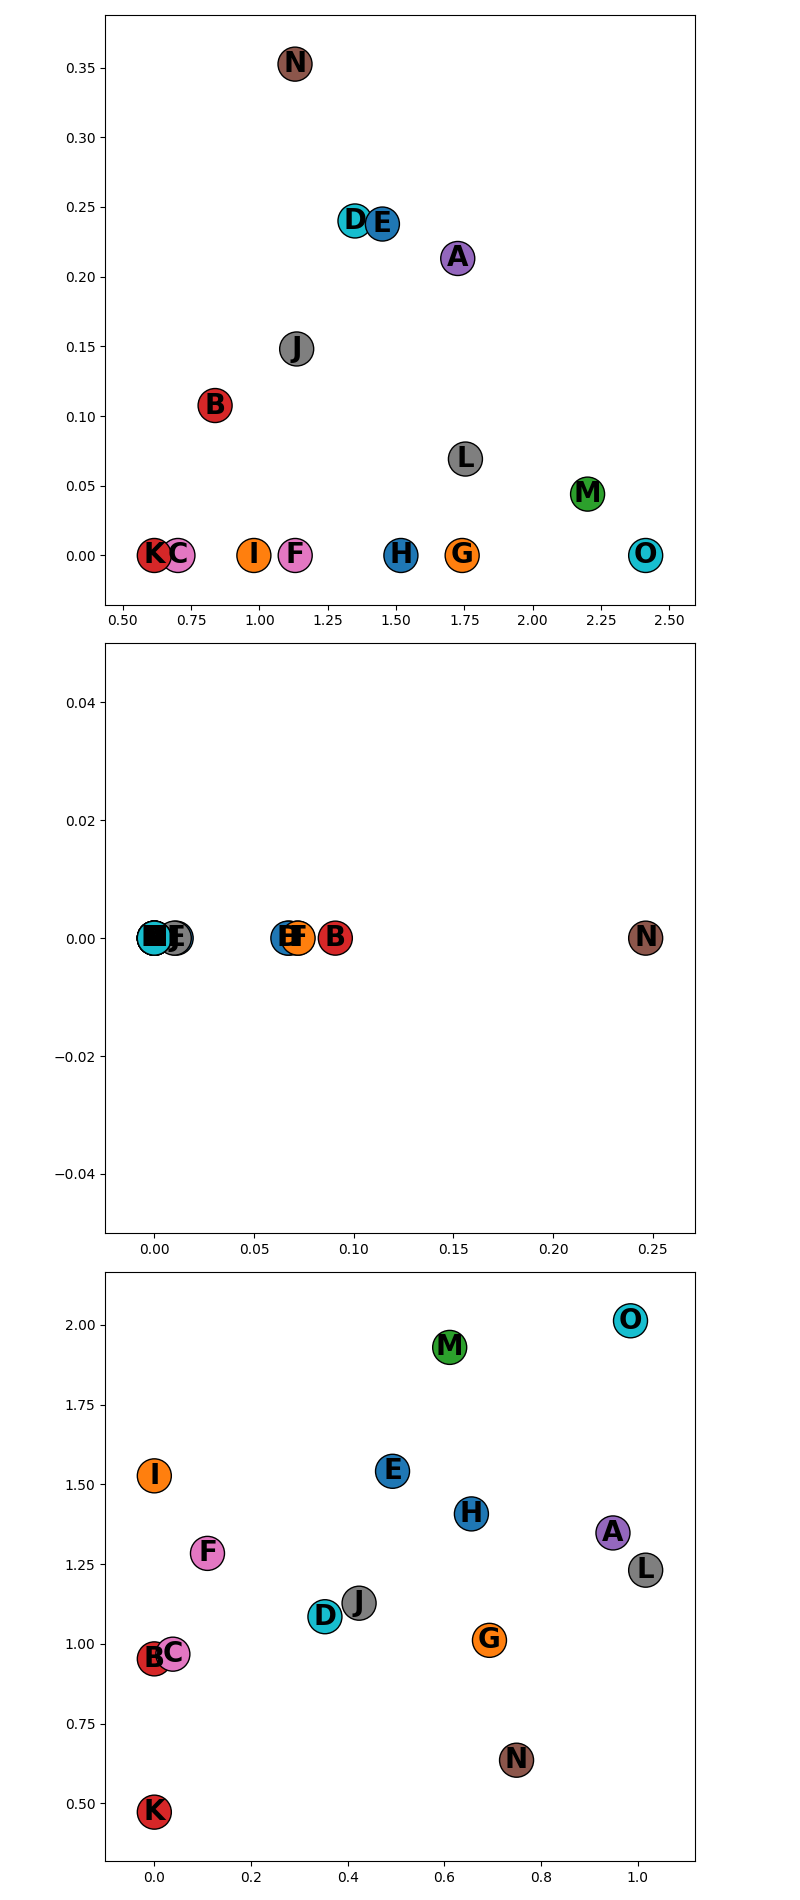 0.35
N
0.30
0.25
D E
A
0.20
0.15
J
B
0.10
L
0.05
M
0.00
K C I F H G O
0.50 0.75 1.00 1.25 1.50 1.75 2.00 2.25 2.50
0.04
0.02
0.00
J E F B N
−0.02
−0.04
0.00 0.05 0.10 0.15 0.20 0.25
2.00
O
M
1.75
I
1.50
E
H
A
F
1.25
L
D J
G
1.00
B C
0.75
N
0.50
K
0.0 0.2 0.4 0.6 0.8 1.0